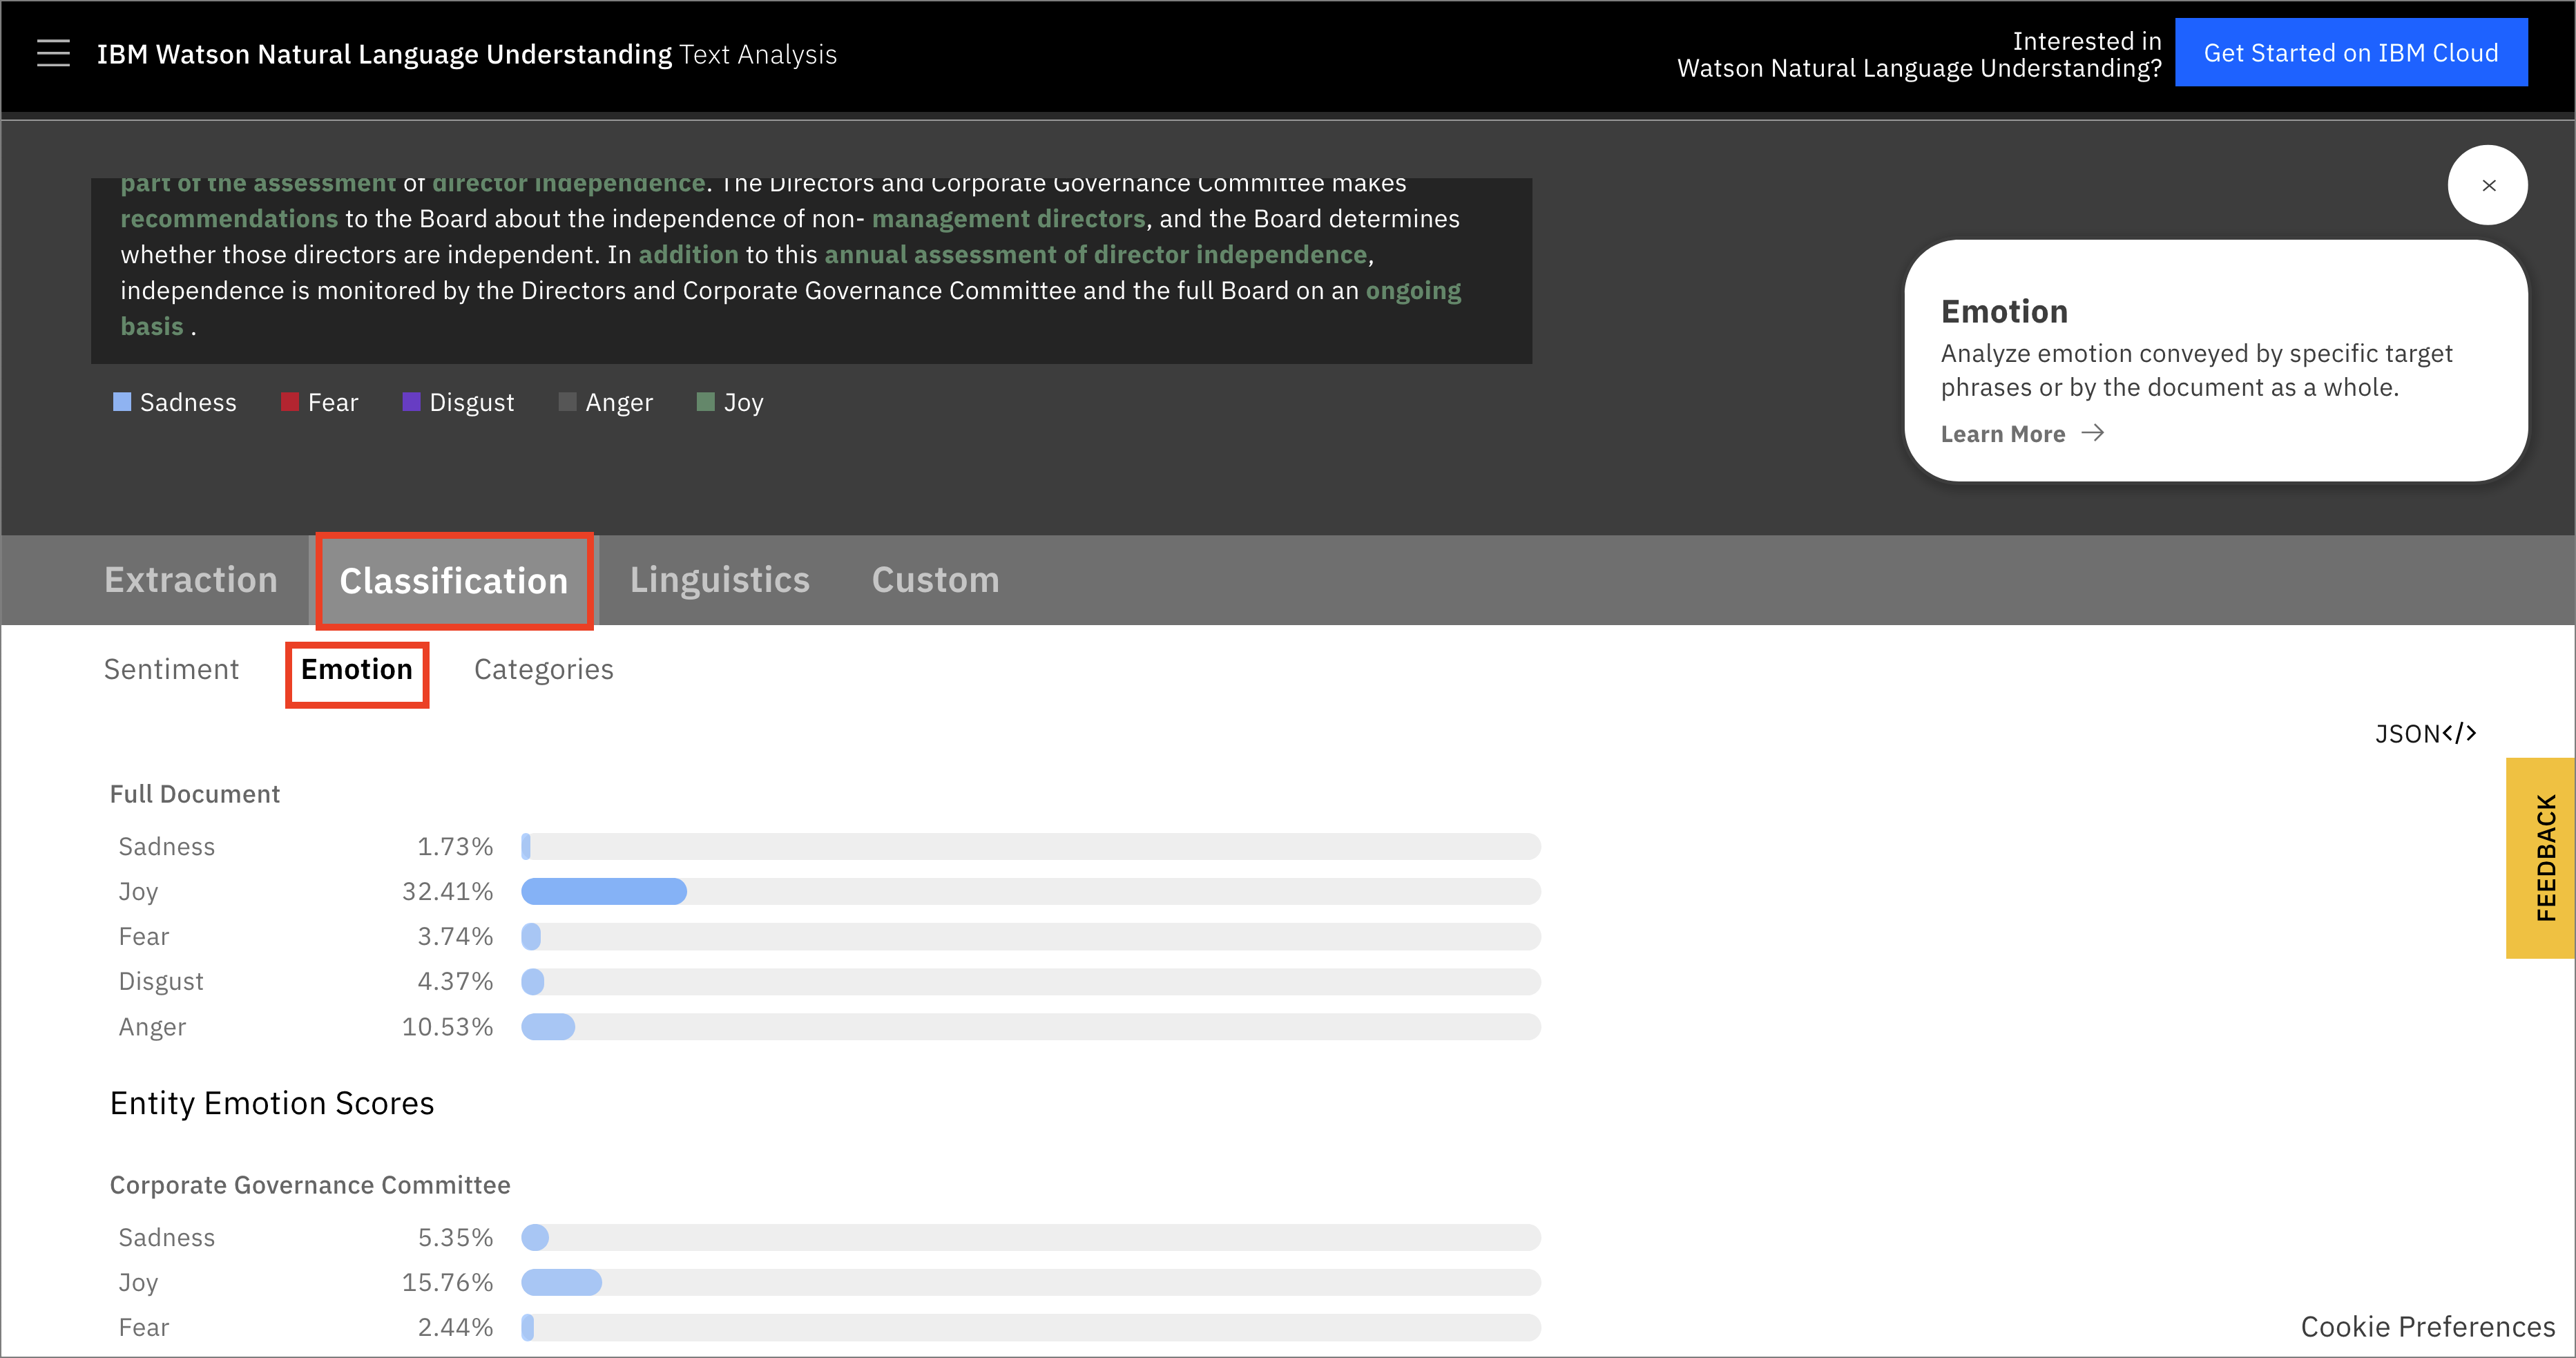 IBM Watson Natural Language Understanding Text Analysis
Interested in
Watson Natural Language Understanding?
Get Started on IBM Cloud
part of the assessment of director independence. The Directors and Corporate Governance Committee makes
recommendations to the Board about the independence of non- management directors, and the Board determines
whether those directors are independent. In addition to this annual assessment of director independence,
independence is monitored by the Directors and Corporate Governance Committee and the full Board on an ongoing
basis .
Sadness Fear Disgust Anger Joy
Emotion
Analyze emotion conveyed by specific target
phrases or by the document as a whole.
Learn More →
Extraction Classification Linguistics Custom
Sentiment Emotion Categories
JSON</>
FEEDBACK
Full Document
Sadness 1.73%
Joy 32.41%
Fear 3.74%
Disgust 4.37%
Anger 10.53%
Entity Emotion Scores
Corporate Governance Committee
Sadness 5.35%
Joy 15.76%
Fear 2.44%
Cookie Preferences